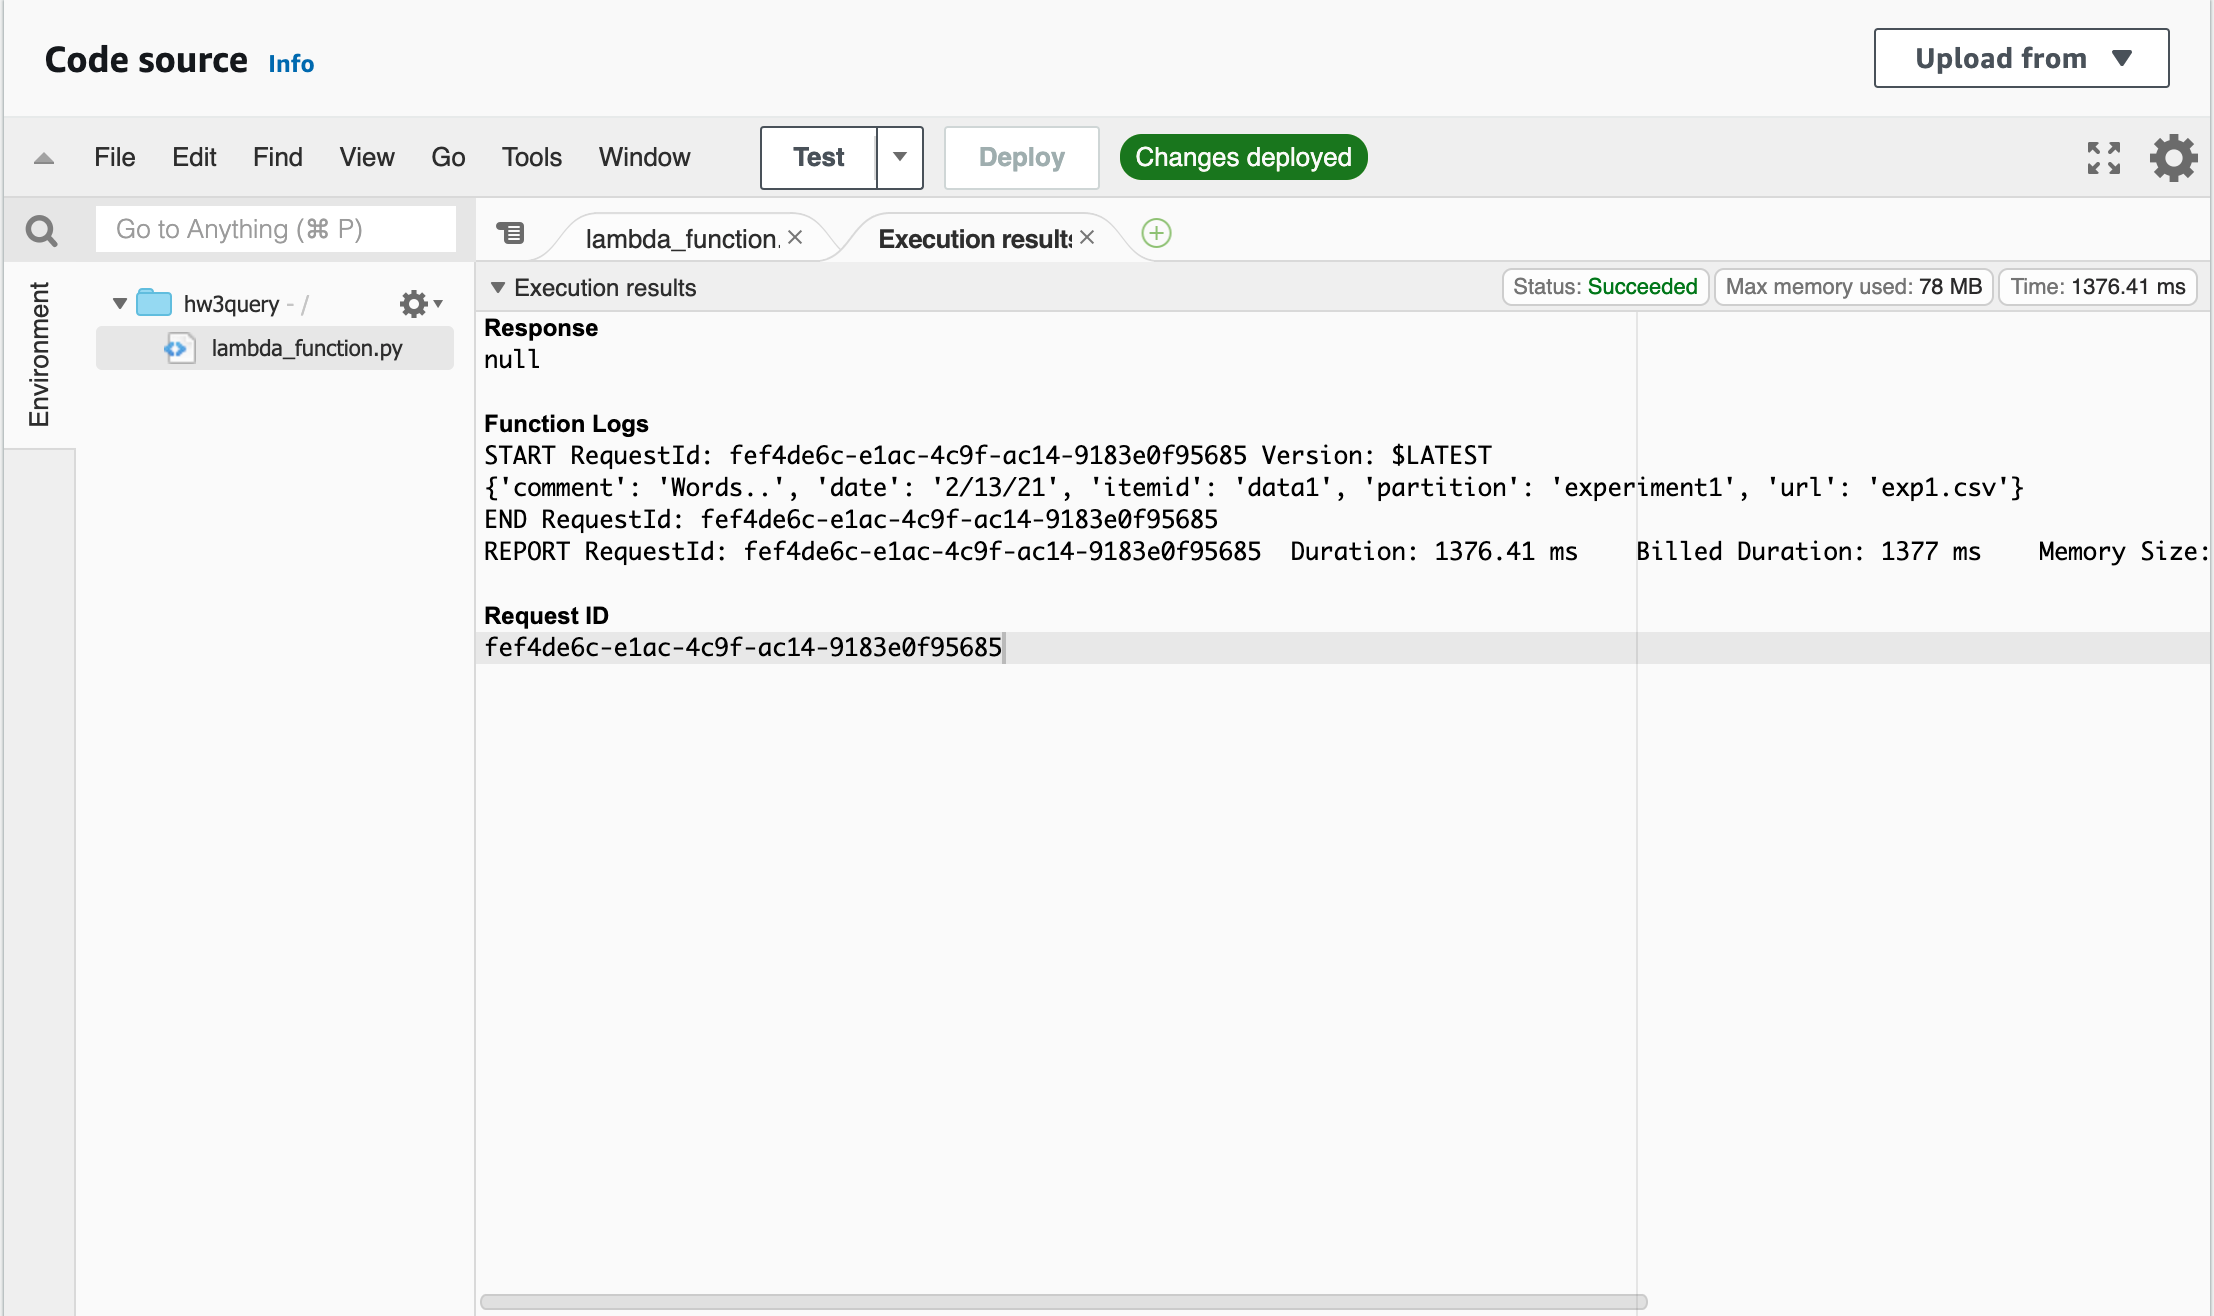 Code source Info
Upload from
File Edit Find View Go Tools Window Test Deploy Changes deployed
Go to Anything (⌘ P)
lambda_function. Execution results
Environment
hw3query - /
lambda_function.py
Execution results
Status: Succeeded Max memory used: 78 MB Time: 1376.41 ms
Response
null
Function Logs
START RequestId: fef4de6c-e1ac-4c9f-ac14-9183e0f95685 Version: $LATEST
{'comment': 'Words..', 'date': '2/13/21', 'itemid': 'data1', 'partition': 'experiment1', 'url': 'exp1.csv'}
END RequestId: fef4de6c-e1ac-4c9f-ac14-9183e0f95685
REPORT RequestId: fef4de6c-e1ac-4c9f-ac14-9183e0f95685 Duration: 1376.41 ms Billed Duration: 1377 ms Memory Size:
Request ID
fef4de6c-e1ac-4c9f-ac14-9183e0f95685